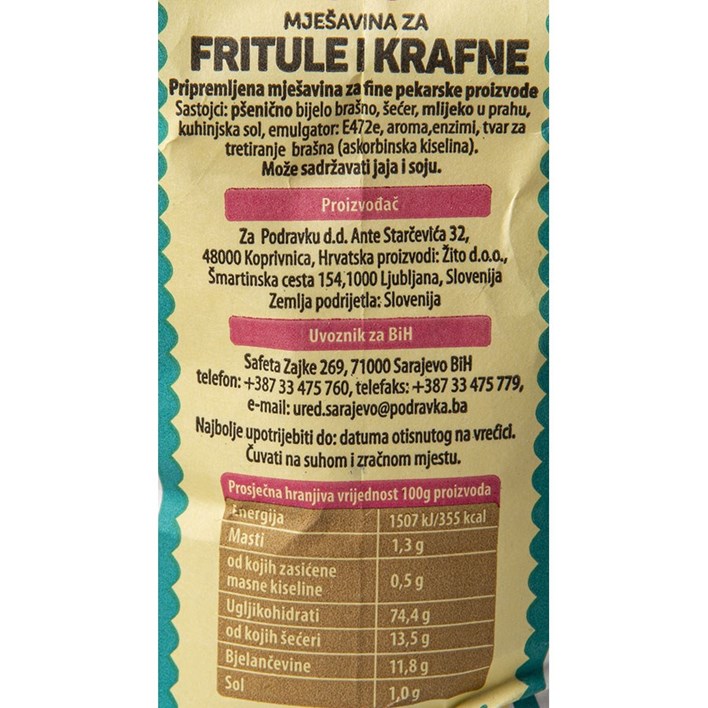 MJEŠAVINA ZA
FRITULE I KRAFNE
Pripremljena mješavina za fine pekarske proizvode
Sastojci: pšenično bijelo brašno, šećer, mlijeko u prahu,
kuhinjska sol, emulgator: E472e, aroma,enzimi, tvar za
tretiranje brašna (askorbinska kiselina).
Može sadržavati jaja i soju.
Proizvođač
Za Podravku d.d. Ante Starčevića 32,
48000 Koprivnica, Hrvatska proizvodi: Žito d.o.o.,
Šmartinska cesta 154,1000 Ljubljana, Slovenija
Zemlja podrijetla: Slovenija
Uvoznik za BiH
Safeta Zajke 269, 71000 Sarajevo BiH
telefon: +387 33 475 760, telefaks: +387 33 475 779,
e-mail: ured.sarajevo@podravka.ba
Najbolje upotrijebiti do: datuma otisnutog na vrećici.
Čuvati na suhom i zračnom mjestu.
Prosječna hranjiva vrijednost 100g proizvoda
Energija 1507 kJ/355 kcal
Masti 1,3 g
od kojih zasićene
masne kiseline 0,5 g
Ugljikohidrati 74,4 g
od kojih šećeri 13,5 g
Bjelančevine 11,8 g
Sol 1,0 g